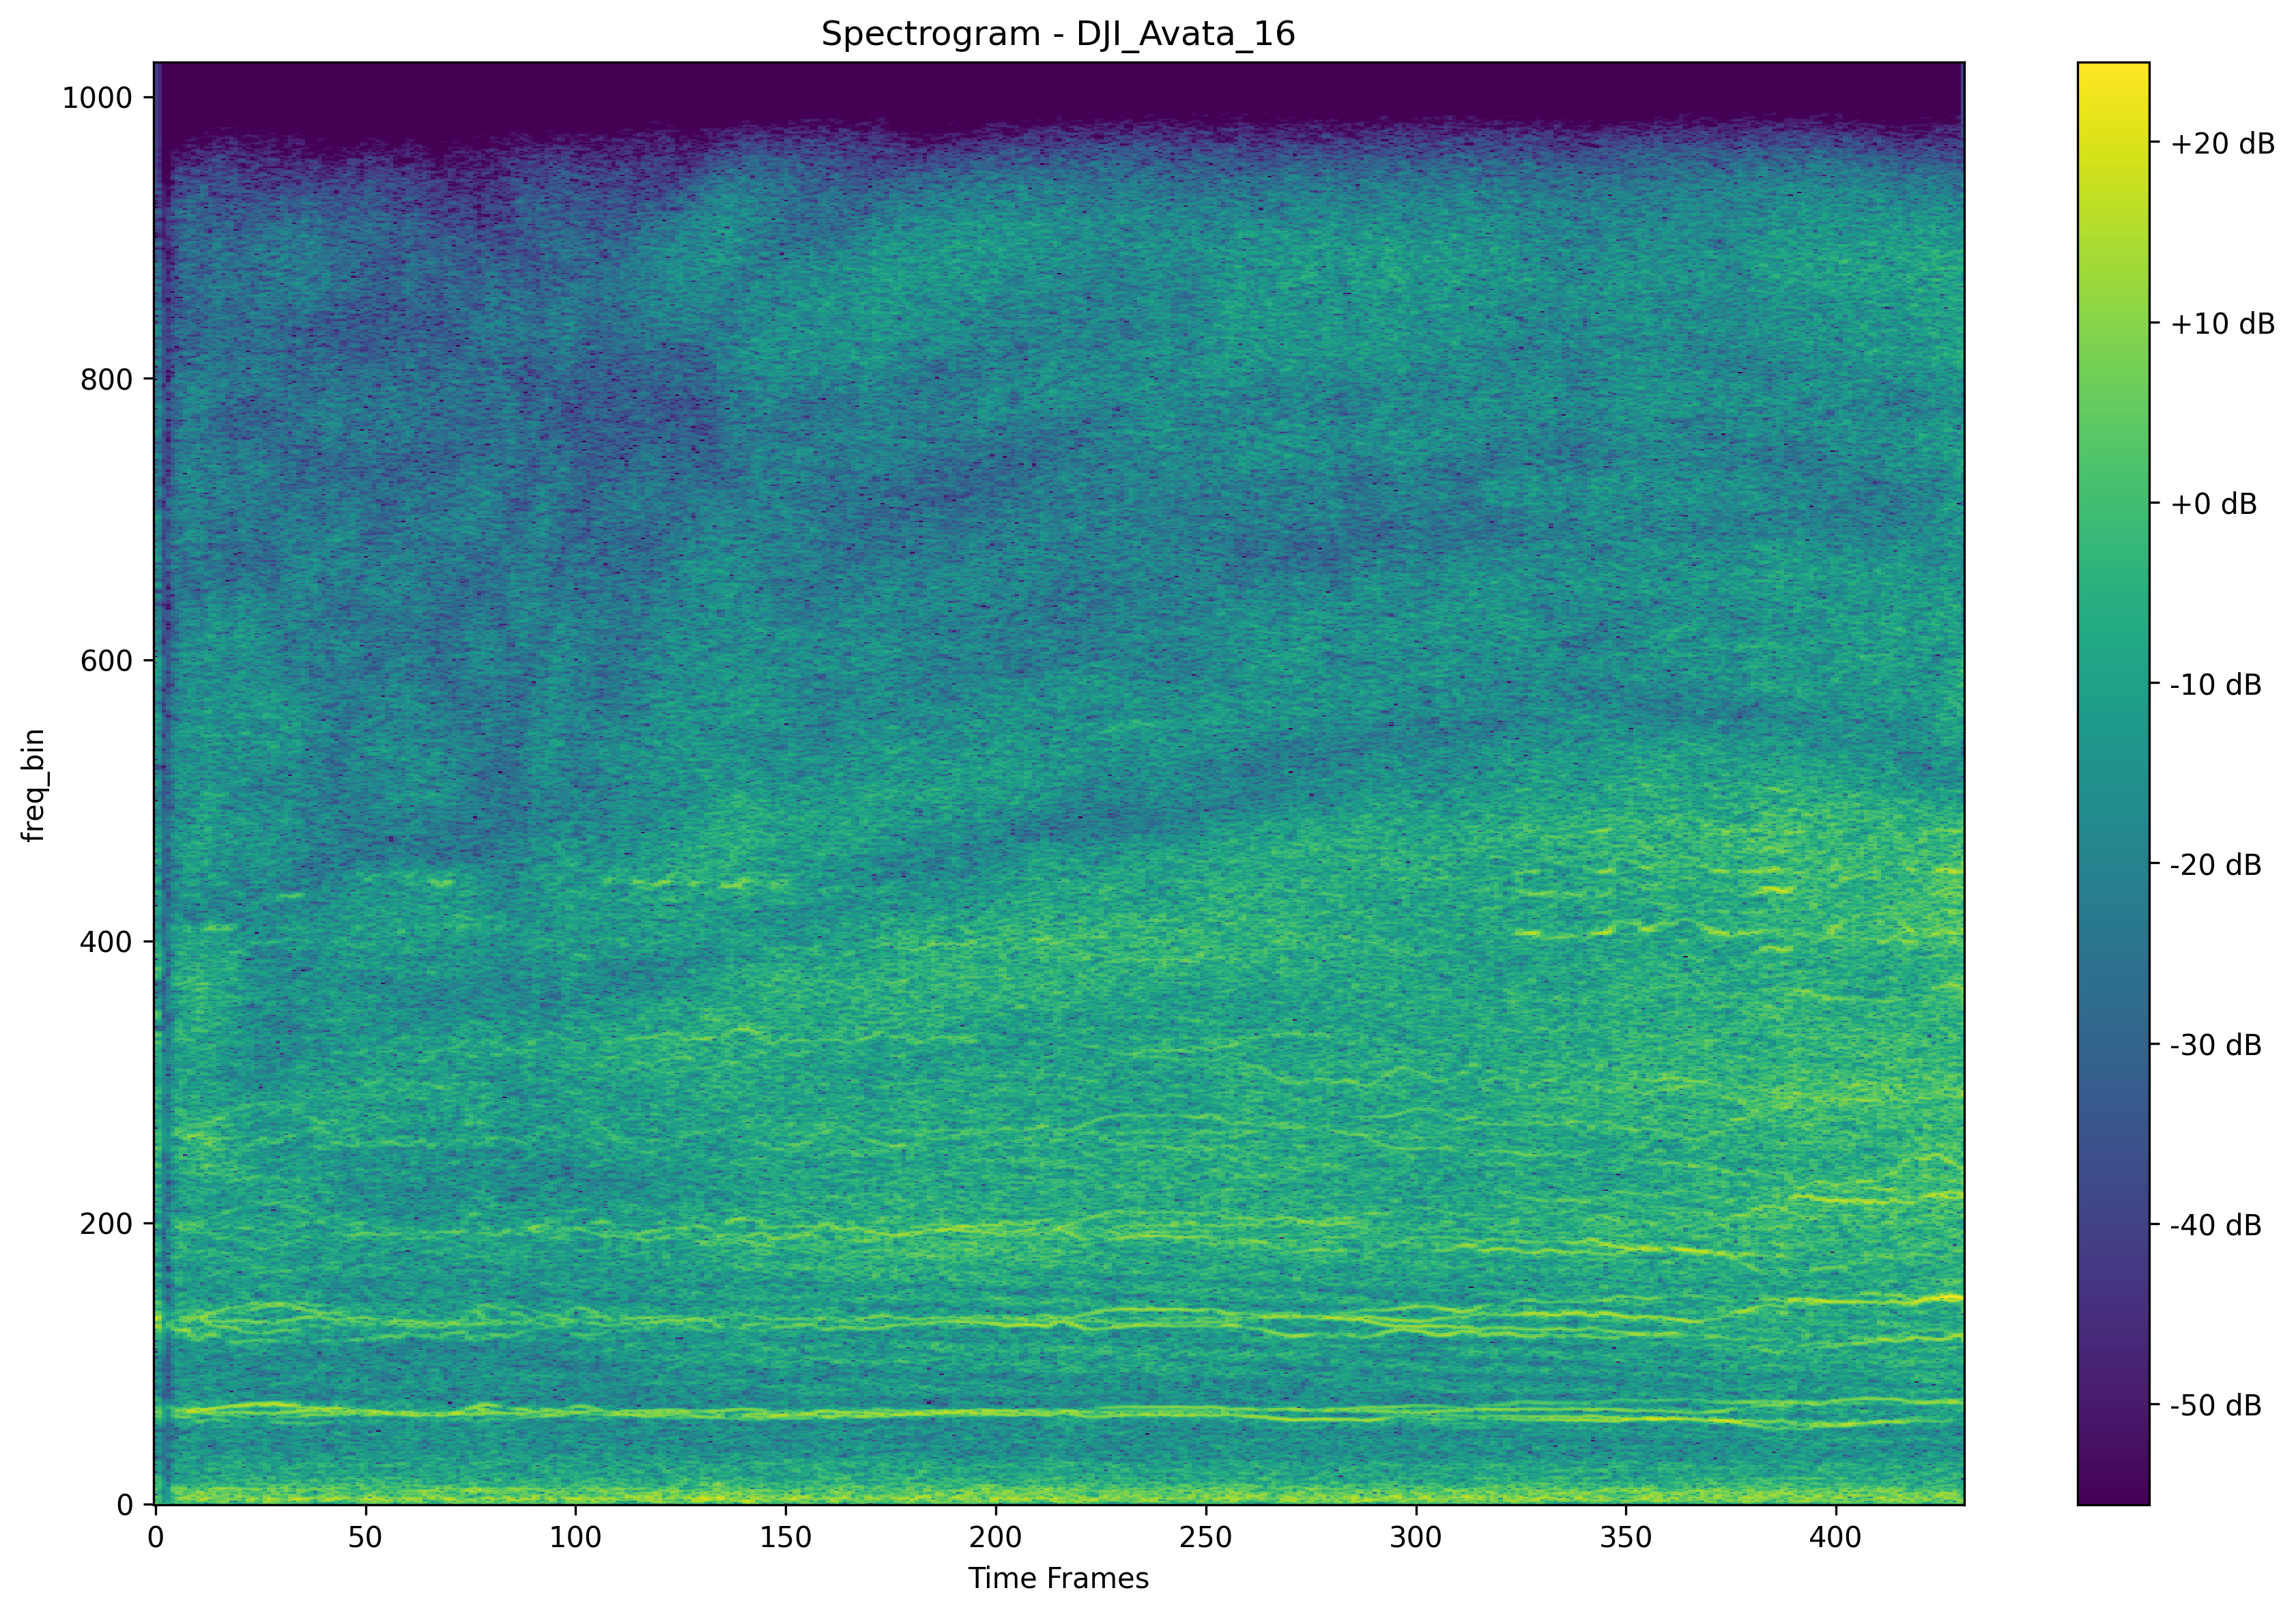 Spectrogram - DJI_Avata_16
1000
800
600
400
200
0
freq_bin
0 50 100 150 200 250 300 350 400
Time Frames
+20 dB
+10 dB
+0 dB
-10 dB
-20 dB
-30 dB
-40 dB
-50 dB